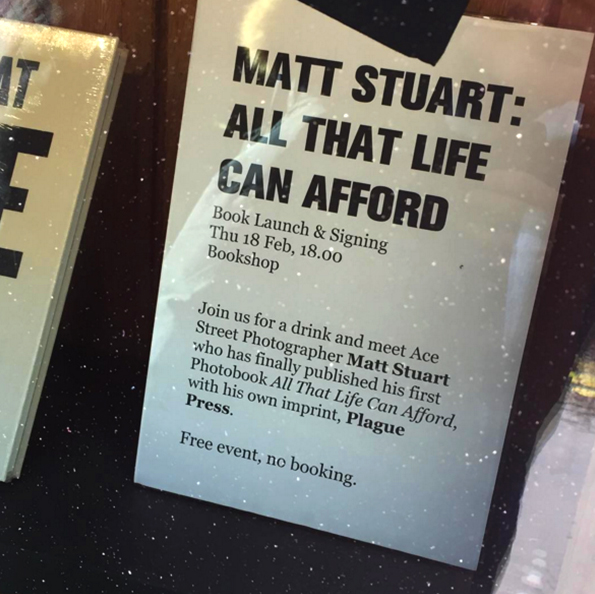 MT
E
MATT STUART:
ALL THAT LIFE
CAN AFFORD
Book Launch & Signing
Thu 18 Feb, 18.00
Bookshop
Join us for a drink and meet Ace
Street Photographer Matt Stuart
who has finally published his first
Photobook All That Life Can Afford,
with his own imprint, Plague
Press.
Free event, no booking.